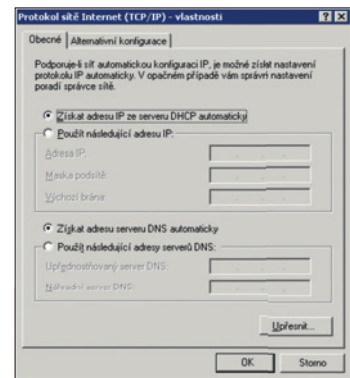 Protokol sítě Internet (TCP/IP) - vlastnosti
Obecné
Alternativní konfigurace
Podporuje-li síť automatickou konfiguraci IP, je možné získat nastavení
protokolu IP automaticky. V opačném případě vám správní nastavení
poradí správce sítě.
Získat adresu IP ze serveru DHCP automaticky
Použít následující adresu IP:
Adresa IP:
Maska podsítě:
Výchozí brána:
Získat adresu serveru DNS automaticky
Použít následující adresy serverů DNS:
Upřednostňovaný server DNS:
Náhradní server DNS:
Upřesnit...
OK
Storno